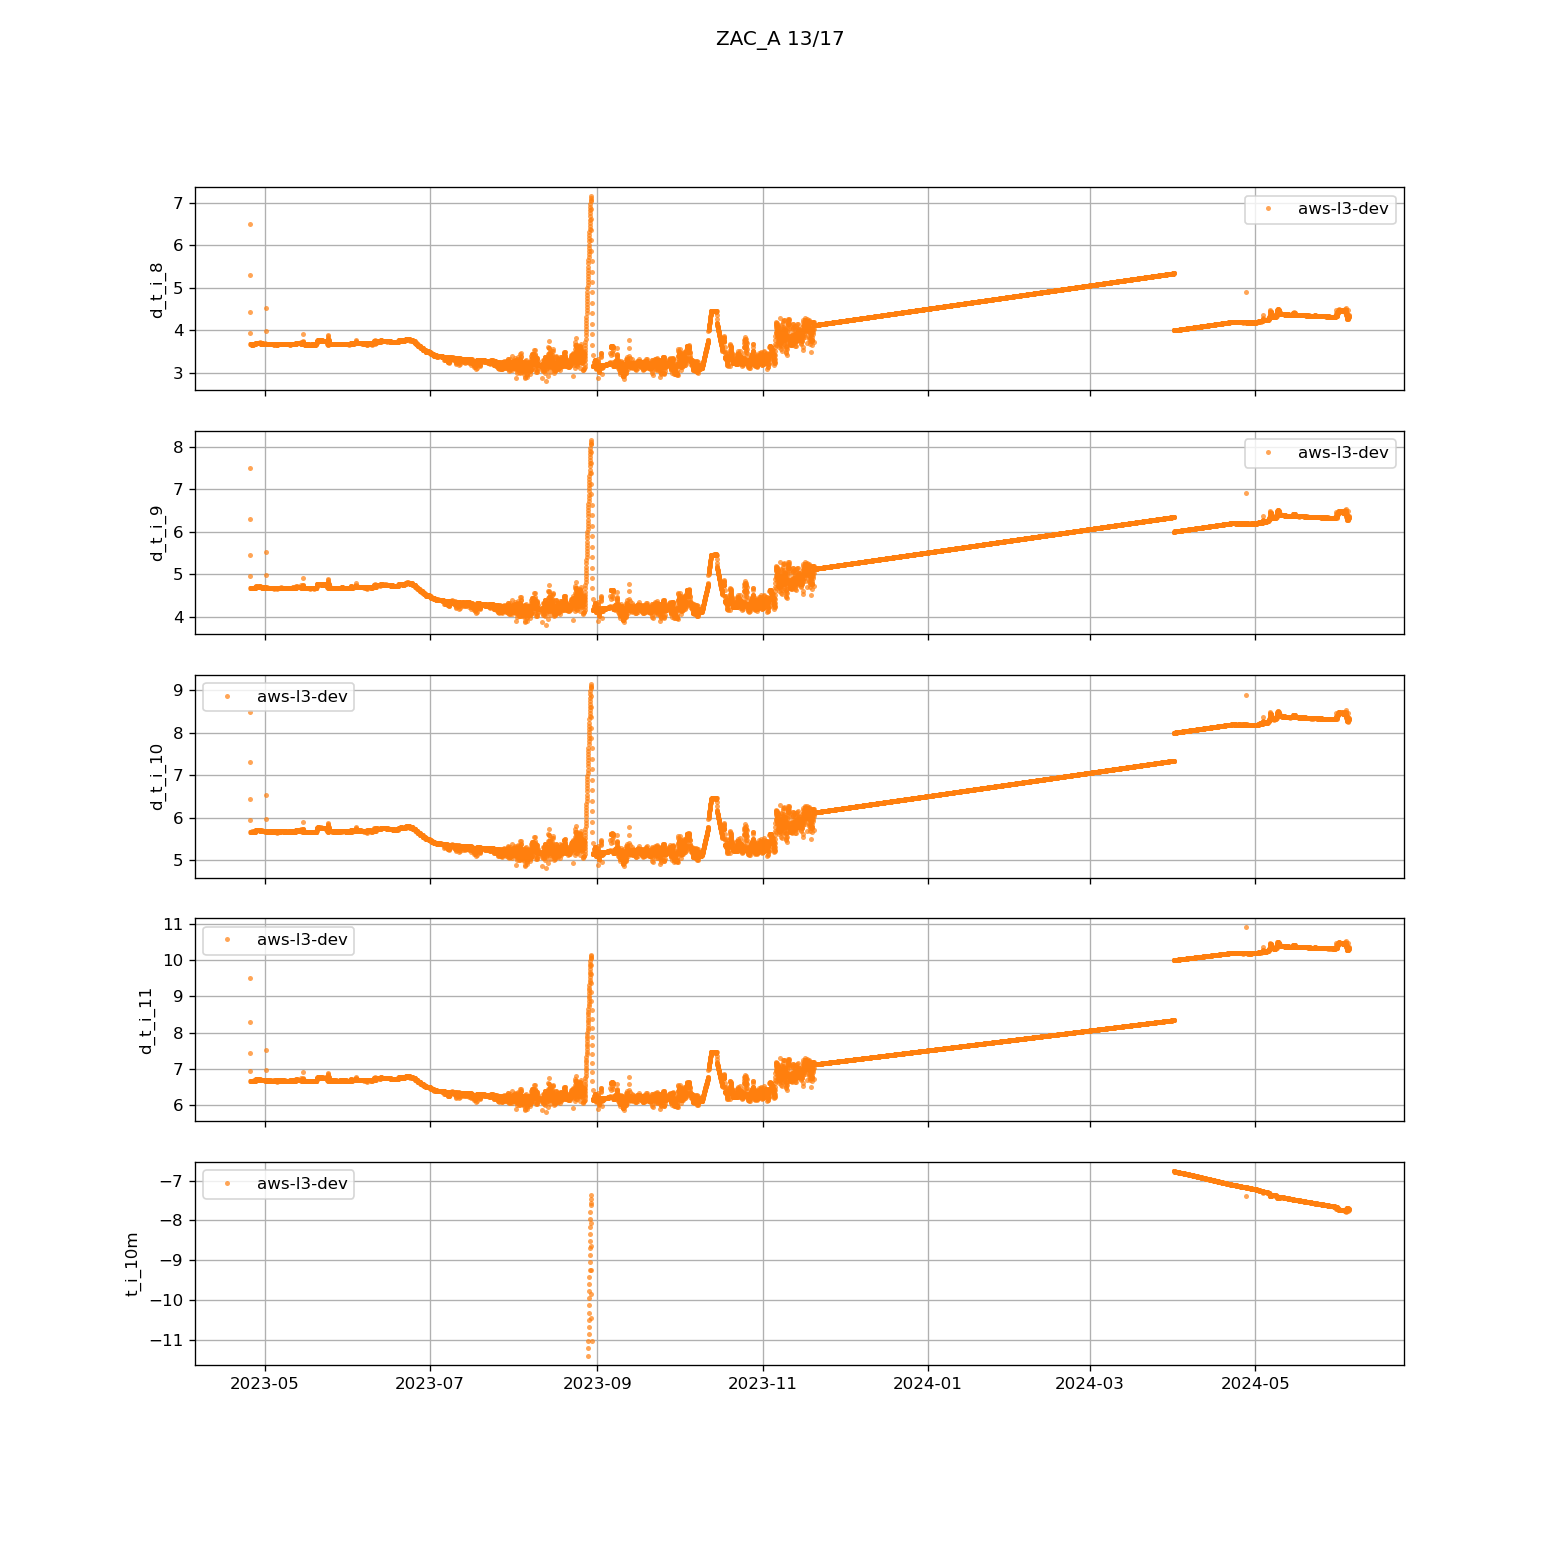 ZAC_A 13/17
7
6
5
4
3
d_t_i_8
aws-l3-dev
8
7
6
5
4
d_t_i_9
aws-l3-dev
9
8
7
6
5
d_t_i_10
aws-l3-dev
11
10
9
8
7
6
d_t_i_11
aws-l3-dev
−7
−8
−9
−10
−11
t_i_10m
aws-l3-dev
2023-05 2023-07 2023-09 2023-11 2024-01 2024-03 2024-05